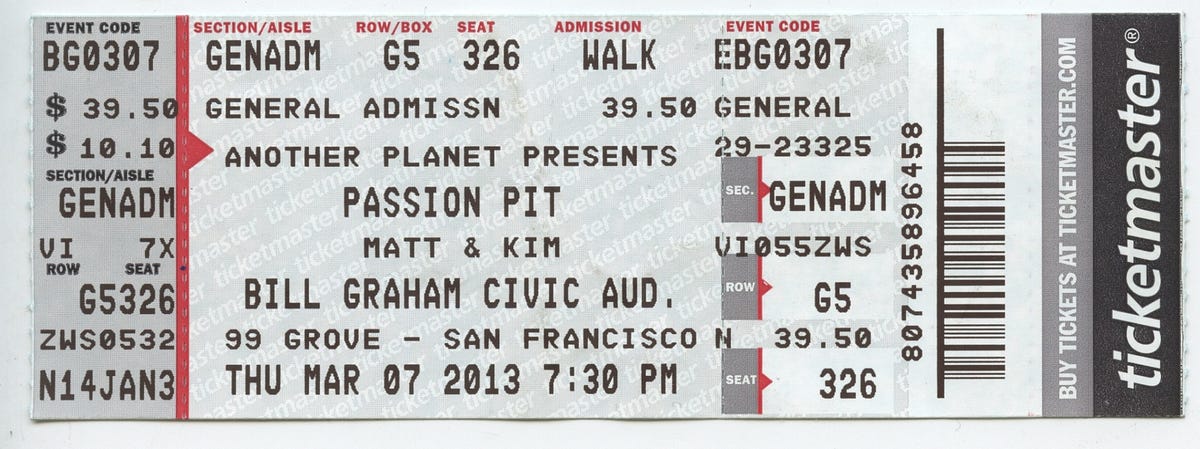 EVENT CODE
BG0307
$ 39.50
$ 10.10
SECTION/AISLE
GENADM
VI 7X
ROW SEAT
G5326
ZWS0532
N14JAN3
SECTION/AISLE ROW/BOX SEAT ADMISSION
GENADM G5 326 WALK
GENERAL ADMISSN 39.50
ANOTHER PLANET PRESENTS
PASSION PIT
MATT & KIM
BILL GRAHAM CIVIC AUD.
99 GROVE - SAN FRANCISCO
THU MAR 07 2013 7:30 PM
EVENT CODE
EBG0307
GENERAL
29-23325
SEC. GENADM
VI055ZWS
ROW G5
N 39.50
SEAT 326
807435896458
BUY TICKETS AT TICKETMASTER.COM
ticketmaster®